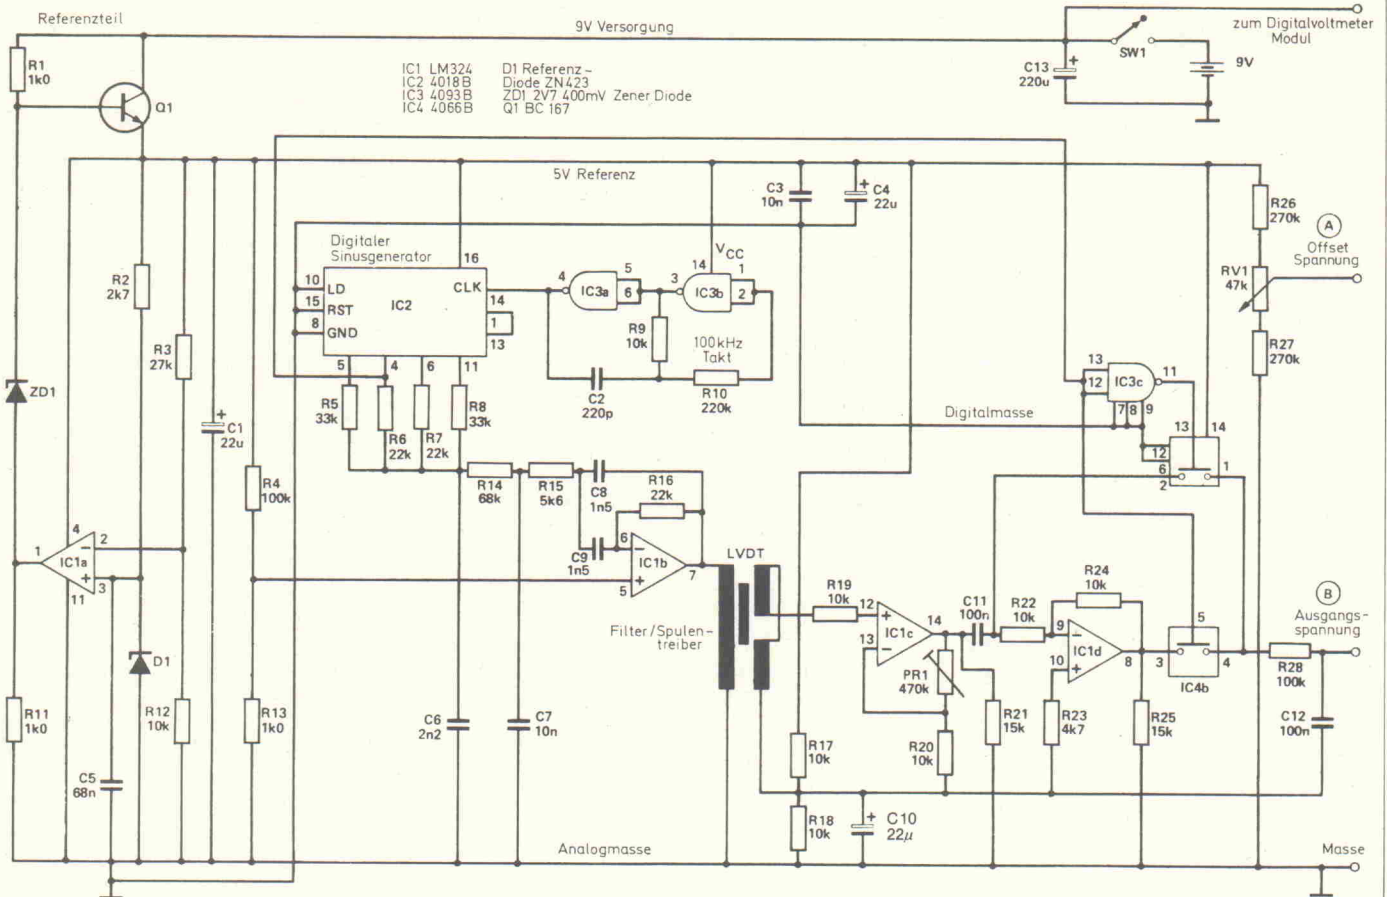 Referenzteil
9V Versorgung
zum Digitalvoltmeter
Modul
R1
1k0
Q1
IC1 LM324 D1 Referenz-
IC2 4018B Diode ZN423
IC3 4093B ZD1 2V7 400mV Zener Diode
IC4 4066B Q1 BC 167
C13
220u
+
SW1
9V
5V Referenz
C3
10n
+
C4
22u
R26
270k
A
Offset
Spannung
RV1
47k
R27
270k
Digitaler
Sinusgenerator
16
10 LD
15 RST
8 GND
IC2
CLK
14
1
13
5 4 6 11
4
IC3a
5
6
3
14
VCC
IC3b
1
2
R9
10k
100kHz
Takt
C2
220p
R10
220k
R2
2k7
R3
27k
ZD1
+
C1
22u
R5
33k
R6
22k
R7
22k
R8
33k
R4
100k
R14
68k
R15
5k6
C8
1n5
R16
22k
C9
1n5
6 −
IC1b
+
5
7
13
12
IC3c
11
7 8 9
Digitalmasse
13
14
12
6
2
1
4
1
IC1a
− 2
+ 3
11
LVDT
Filter/Spulen-
treiber
R19
10k
12 +
13 −
IC1c
14
PR1
470k
C11
100n
R22
10k
R24
10k
9 −
10 +
IC1d
8
5
3
4
IC4b
B
Ausgangs-
spannung
R28
100k
C12
100n
D1
R11
1k0
R12
10k
R13
1k0
C5
68n
C6
2n2
C7
10n
R17
10k
R20
10k
R21
15k
R23
4k7
R25
15k
R18
10k
+
C10
22µ
Analogmasse
Masse